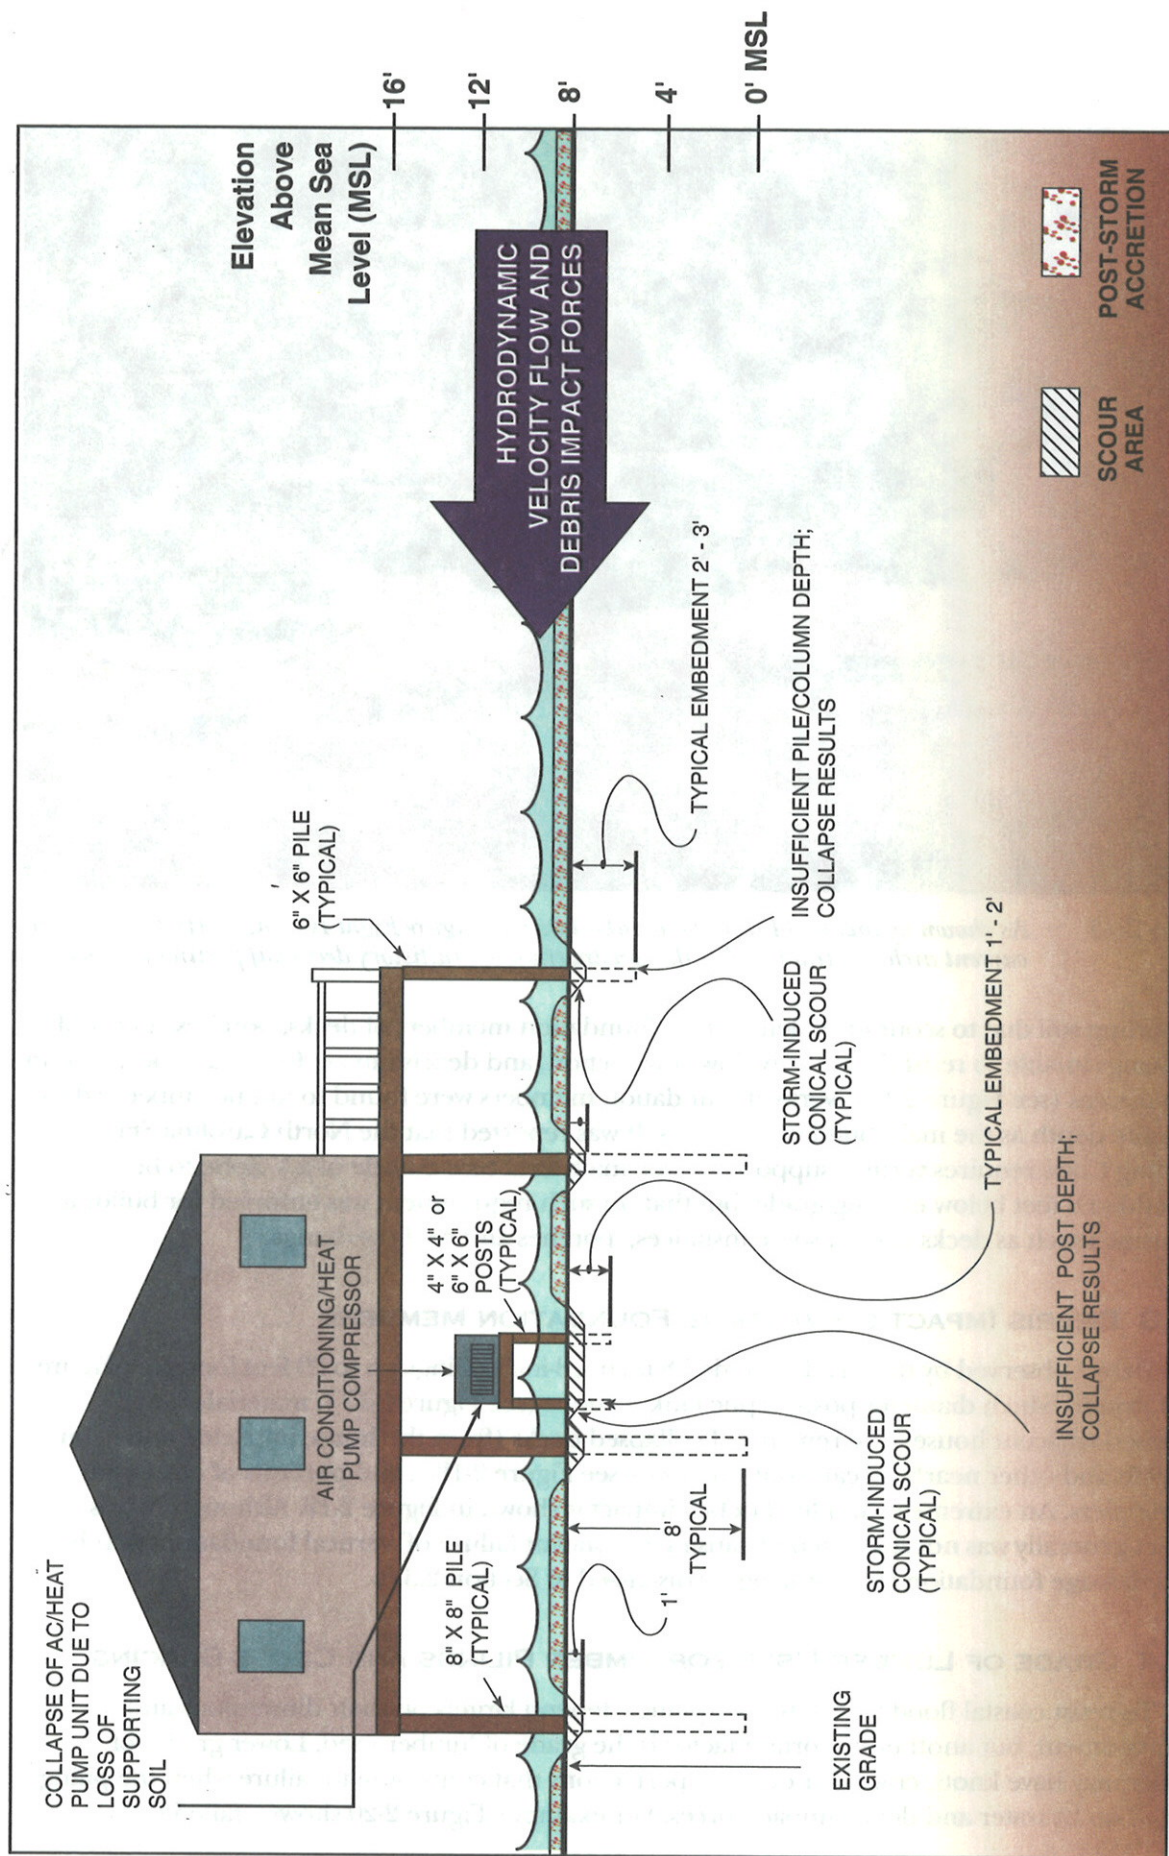 COLLAPSE OF AC/HEAT
PUMP UNIT DUE TO
LOSS OF
SUPPORTING
SOIL
AIR CONDITIONING/HEAT
PUMP COMPRESSOR
8" X 8" PILE
(TYPICAL)
4" X 4" or
6" X 6"
POSTS
(TYPICAL)
6" X 6" PILE
(TYPICAL)
Elevation
Above
Mean Sea
Level (MSL)
16'
12'
8'
4'
0' MSL
HYDRODYNAMIC
VELOCITY FLOW AND
DEBRIS IMPACT FORCES
EXISTING
GRADE
1'
8'
TYPICAL
STORM-INDUCED
CONICAL SCOUR
(TYPICAL)
INSUFFICIENT POST DEPTH;
COLLAPSE RESULTS
TYPICAL EMBEDMENT 1' - 2'
STORM-INDUCED
CONICAL SCOUR
(TYPICAL)
INSUFFICIENT PILE/COLUMN DEPTH;
COLLAPSE RESULTS
TYPICAL EMBEDMENT 2' - 3'
SCOUR
AREA
POST-STORM
ACCRETION